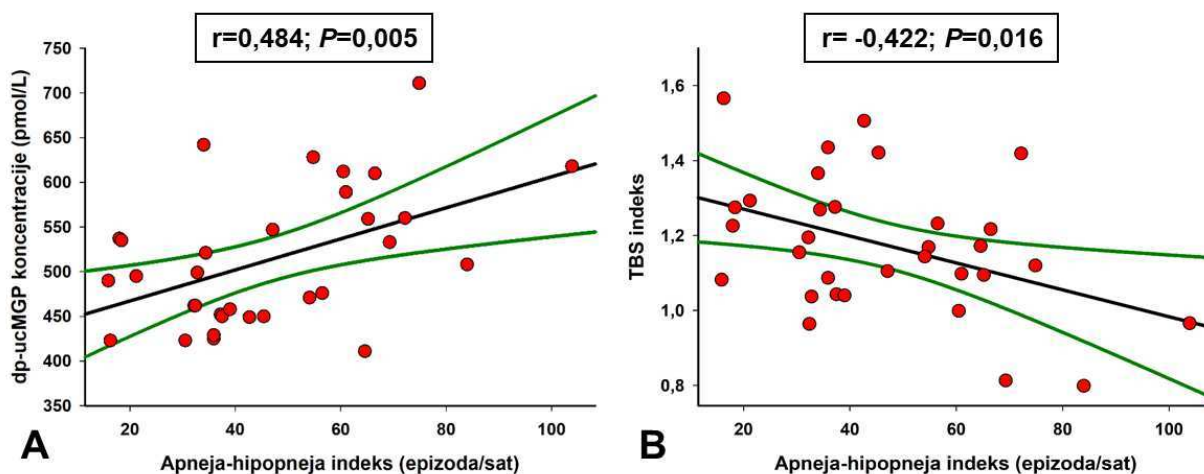 r=0,484; P=0,005
750
700
650
600
550
500
450
400
350
dp-ucMGP koncentracije (pmol/L)
20 40 60 80 100
A Apneja-hipopneja indeks (epizoda/sat)
r= -0,422; P=0,016
1,6
1,4
1,2
1,0
0,8
TBS indeks
20 40 60 80 100
B Apneja-hipopneja indeks (epizoda/sat)